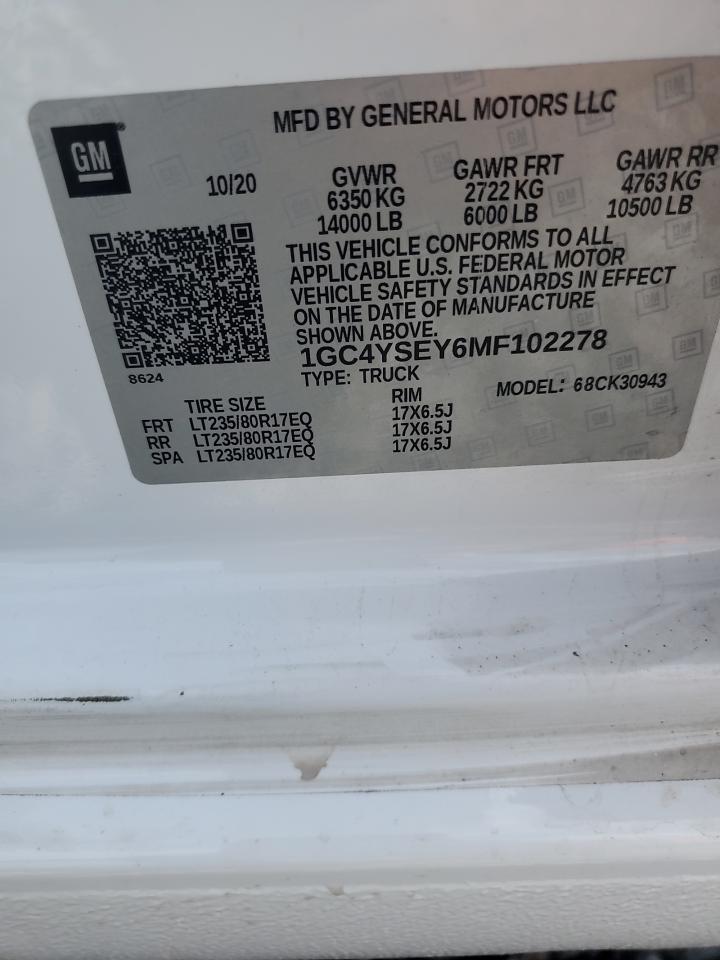 MFD BY GENERAL MOTORS LLC
GM
10/20
GVWR GAWR FRT GAWR RR
6350 KG 2722 KG 4763 KG
14000 LB 6000 LB 10500 LB
THIS VEHICLE CONFORMS TO ALL
APPLICABLE U.S. FEDERAL MOTOR
VEHICLE SAFETY STANDARDS IN EFFECT
ON THE DATE OF MANUFACTURE
SHOWN ABOVE.
8624
1GC4YSEY6MF102278
TYPE: TRUCK MODEL: 68CK30943
TIRE SIZE RIM
FRT LT235/80R17EQ 17X6.5J
RR LT235/80R17EQ 17X6.5J
SPA LT235/80R17EQ 17X6.5J